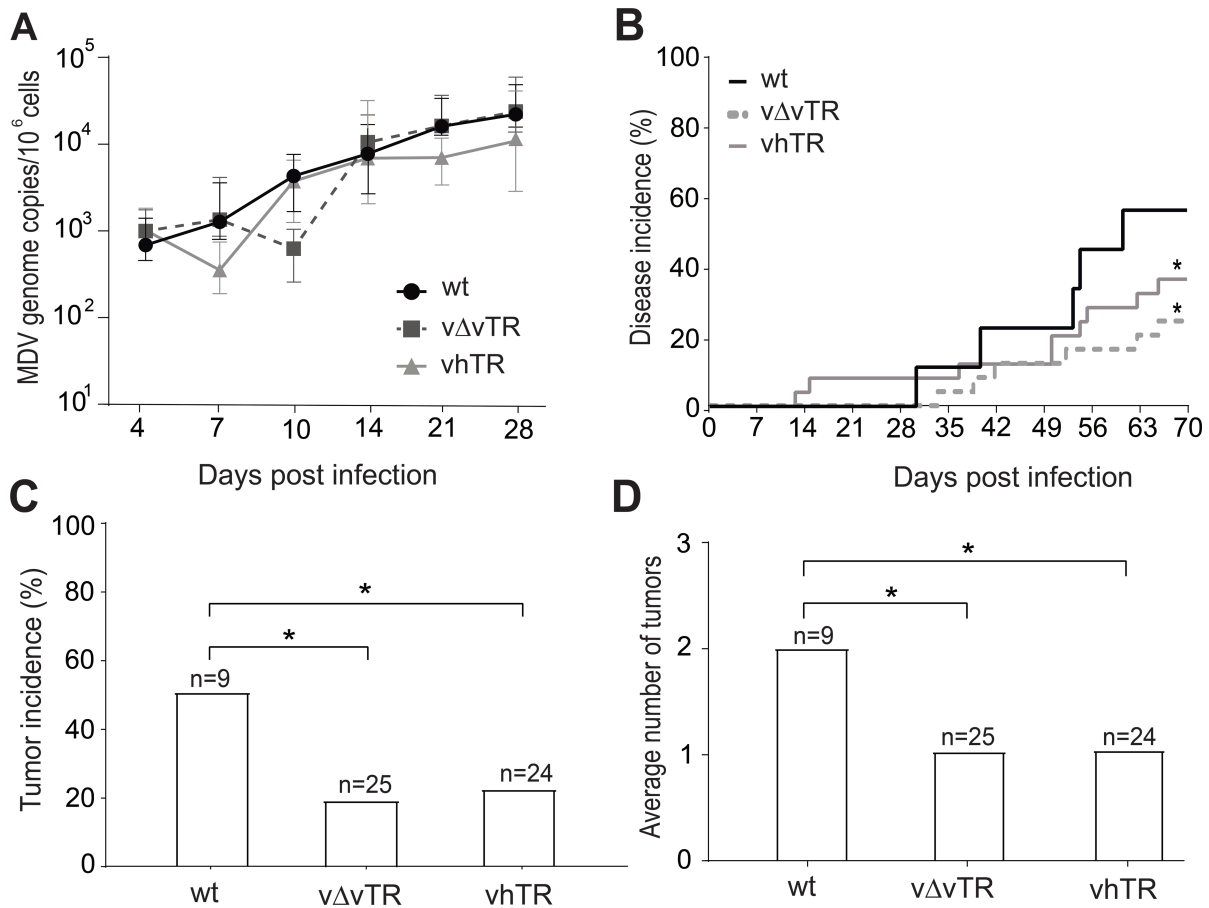 A
MDV genome copies/10^6 cells
10^5
10^4
10^3
10^2
10^1
wt
vΔvTR
vhTR
4 7 10 14 21 28
Days post infection
B
Disease incidence (%)
100
80
60
40
20
0
wt
vΔvTR
vhTR
*
*
0 7 14 21 28 35 42 49 56 63 70
Days post infection
C
Tumor incidence (%)
100
80
60
40
20
0
*
*
n=9
n=25
n=24
wt vΔvTR vhTR
D
Average number of tumors
3
2
1
0
*
*
n=9
n=25
n=24
wt vΔvTR vhTR